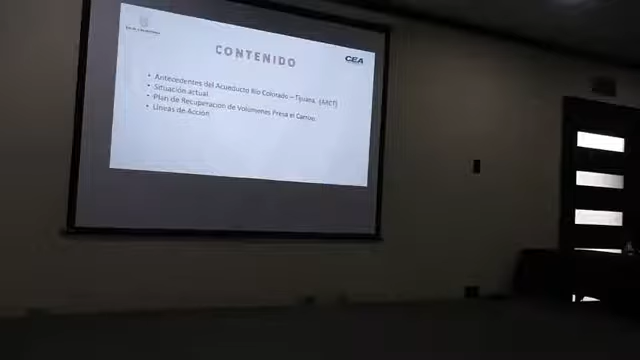 CONTENIDO
CEA
• Antecedentes del Acueducto Río Colorado – Tijuana, (ARCT)
• Situación actual
• Plan de Recuperación de Volúmenes Presa el Carrizo
• Líneas de Acción